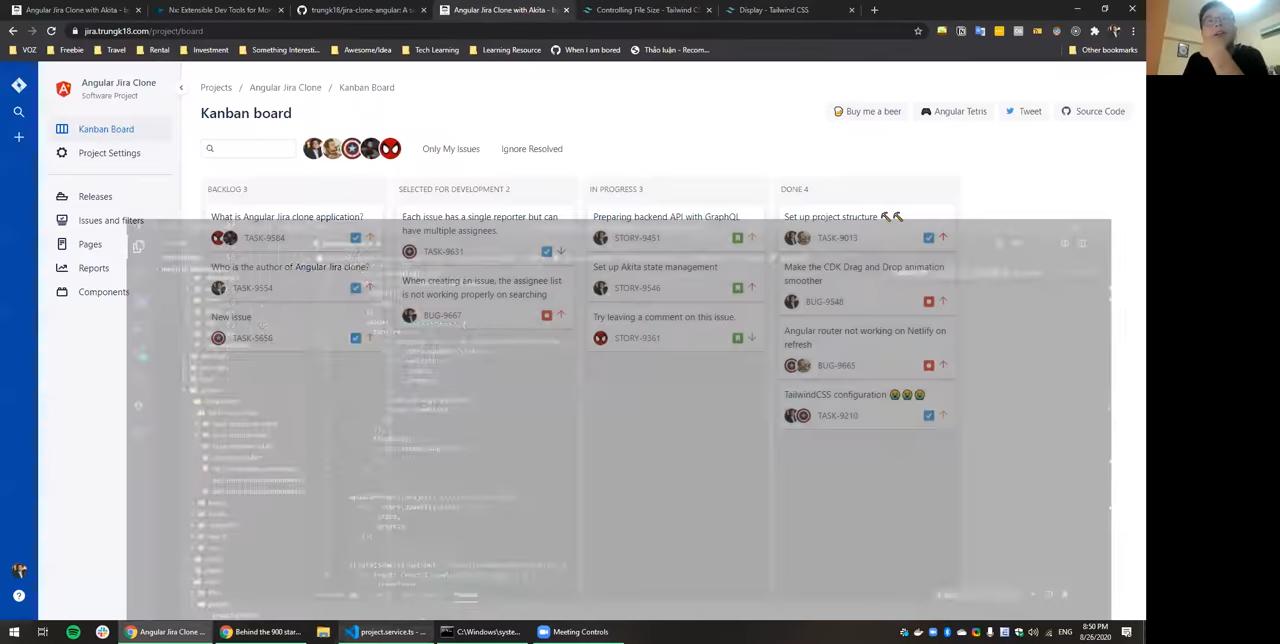 Angular Jira Clone with Akita - b
Nx: Extensible Dev Tools for Mo
trungk18/jira-clone-angular: A s
Angular Jira Clone with Akita - b
Controlling File Size - Tailwind C
Display - Tailwind CSS
jira.trungk18.com/project/board
VOZ
Freebie
Travel
Rental
Investment
Something Interesti...
Awesome/Idea
Tech Learning
Learning Resource
When I am bored
Thảo luận - Recom...
Other bookmarks
Angular Jira Clone
Software Project
Kanban Board
Project Settings
Releases
Issues and filters
Pages
Reports
Components
Projects / Angular Jira Clone / Kanban Board
Kanban board
Buy me a beer
Angular Tetris
Tweet
Source Code
Only My Issues
Ignore Resolved
BACKLOG 3
What is Angular Jira clone application?
TASK-9584
Who is the author of Angular Jira clone?
TASK-9554
New issue
TASK-5656
SELECTED FOR DEVELOPMENT 2
Each issue has a single reporter but can
have multiple assignees.
TASK-9631
When creating an issue, the assignee list
is not working properly on searching
BUG-9667
IN PROGRESS 3
Preparing backend API with GraphQL
STORY-9451
Set up Akita state management
STORY-9546
Try leaving a comment on this issue.
STORY-9361
DONE 4
Set up project structure
TASK-9013
Make the CDK Drag and Drop animation
smoother
BUG-9548
Angular router not working on Netlify on
refresh
BUG-9665
TailwindCSS configuration
TASK-9210
Angular Jira Clone ...
Behind the 900 star...
project.service.ts - ...
C:\Windows\syste...
Meeting Controls
ENG
8:50 PM
8/26/2020